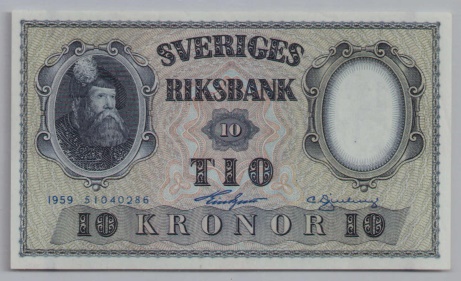 SVERIGES
RIKSBANK
10
TIO
1959 51040286
10 KRONOR 10